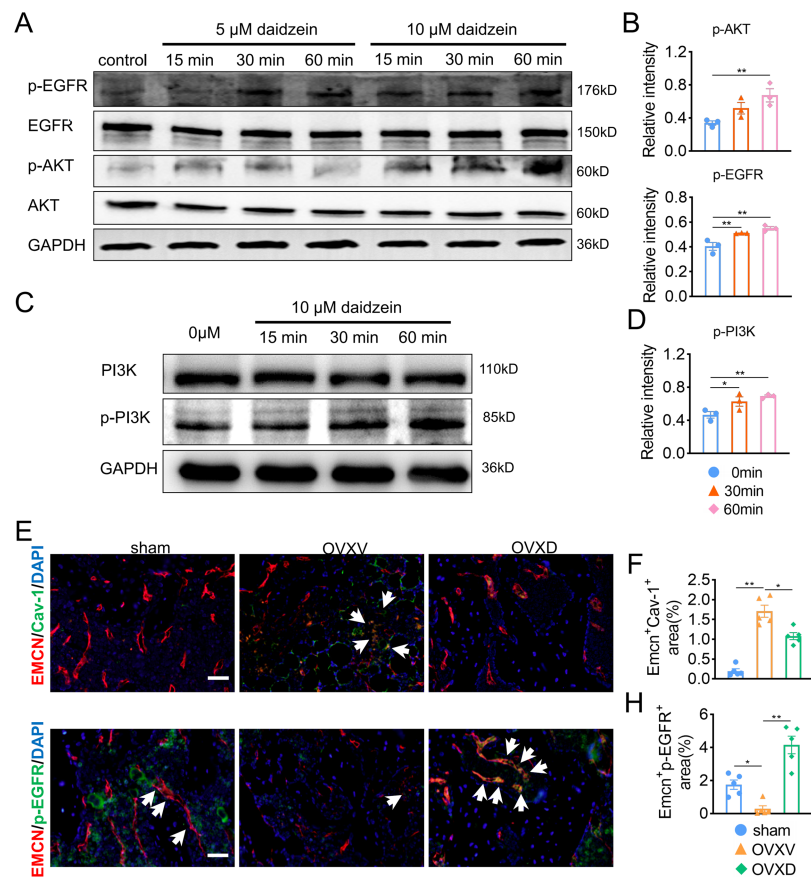 A
5 µM daidzein 10 µM daidzein
control 15 min 30 min 60 min 15 min 30 min 60 min
p-EGFR 176kD
EGFR 150kD
p-AKT 60kD
AKT 60kD
GAPDH 36kD
B
p-AKT
Relative intensity
1.2
0.8
0.4
0.0
**
p-EGFR
Relative intensity
0.8
0.6
0.4
0.2
0.0
**
**
C
10 µM daidzein
0µM 15 min 30 min 60 min
PI3K 110kD
p-PI3K 85kD
GAPDH 36kD
D
p-PI3K
Relative intensity
1.2
0.8
0.4
0.0
**
*
0min
30min
60min
E
sham OVXV OVXD
EMCN/Cav-1/DAPI
EMCN/p-EGFR/DAPI
F
Emcn+Cav-1+
area(%)
2.5
2.0
1.5
1.0
0.5
0.0
** *
H
Emcn+p-EGFR+
area(%)
6
4
2
0
**
*
sham
OVXV
OVXD